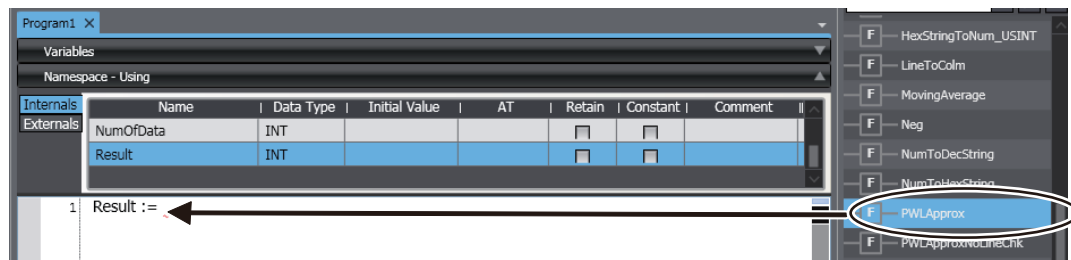 Program1
Variables
Namespace - Using
Internals
Externals
Name Data Type Initial Value AT Retain Constant Comment
NumOfData INT
Result INT
1 Result :=
F HexStringToNum_USINT
F LineToColm
F MovingAverage
F Neg
F NumToDecString
F NumToHexString
F PWLApprox
F PWLApproxNoLineChk